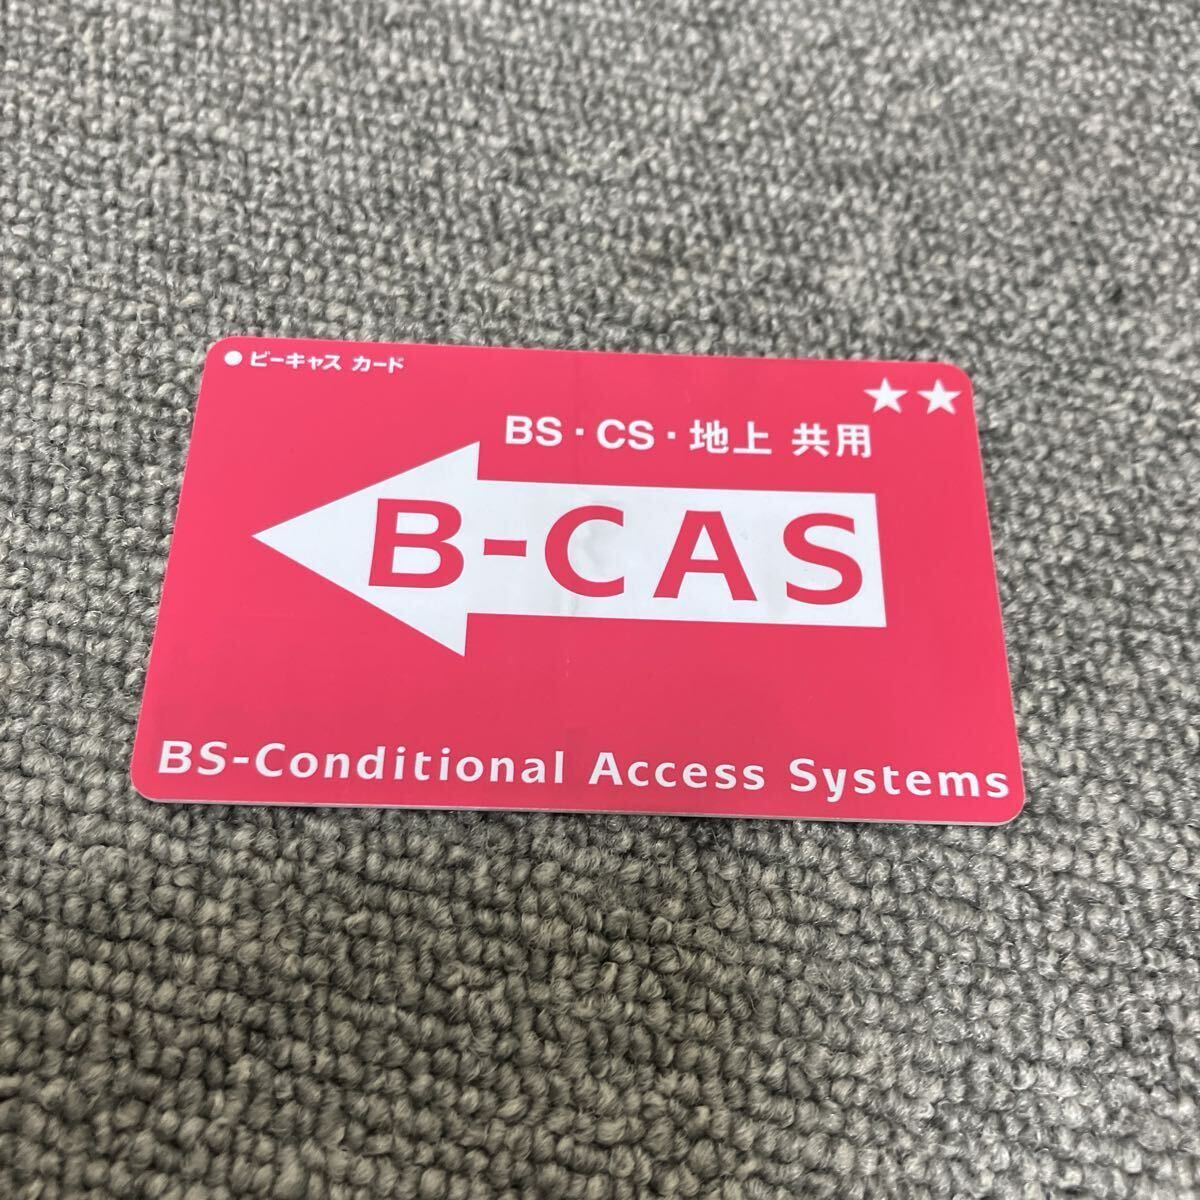 ● ビーキャス カード
★★
BS・CS・地上 共用
B-CAS
BS-Conditional Access Systems